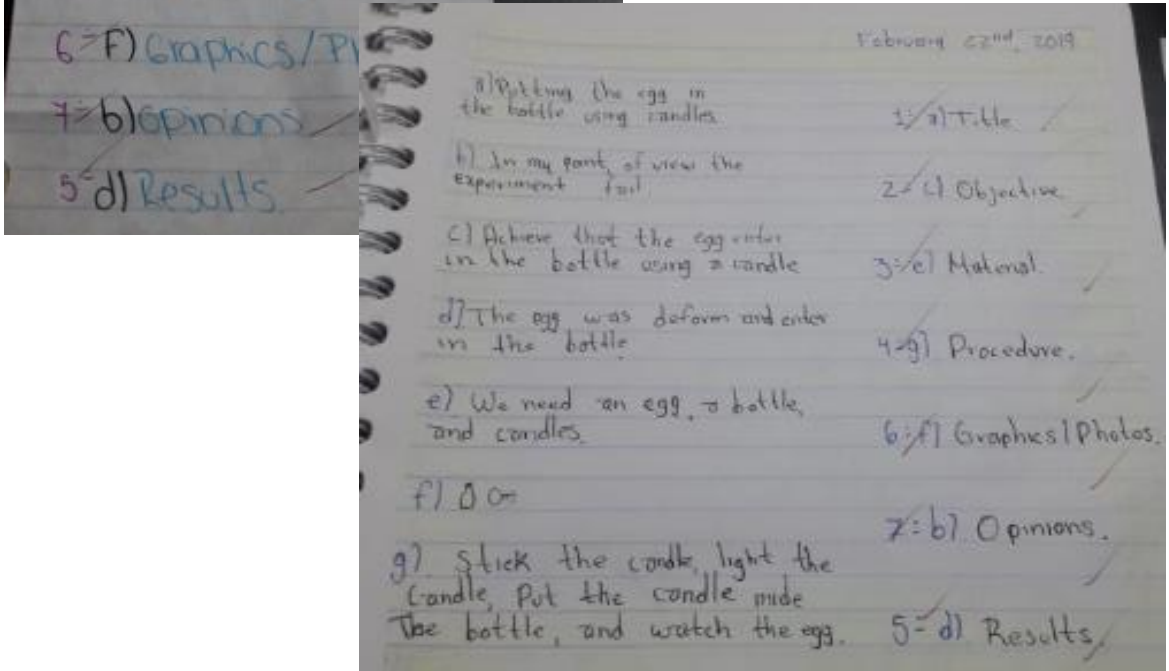 6-F) Graphics/Ph
7-b) Opinions
5-d) Results.
February 22nd, 2019
a) Putting the egg in
the bottle using candles
1-a) Title
b) In my point, of view the
experiment fail
2-c) Objective
c) Achieve that the egg enter
in the bottle using a candle
3-e) Material.
d) The egg was deform and enter
in the bottle
4-g) Procedure.
e) We need an egg, a bottle,
and candles.
6-f) Graphics/Photos.
f)
7-b) Opinions.
g) Stick the candle, light the
candle, Put the candle inside
The bottle, and watch the egg.
5-d) Results.